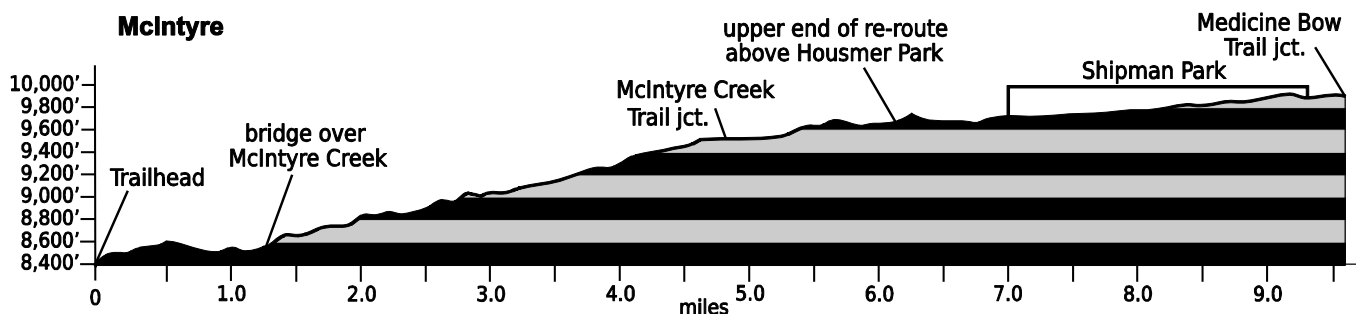 McIntyre
upper end of re-route
above Housmer Park
Medicine Bow
Trail jct.
Shipman Park
McIntyre Creek
Trail jct.
bridge over
McIntyre Creek
Trailhead
10,000’
9,800’
9,600’
9,400’
9,200’
9,000’
8,800’
8,600’
8,400’
0 1.0 2.0 3.0 4.0 5.0 6.0 7.0 8.0 9.0
miles